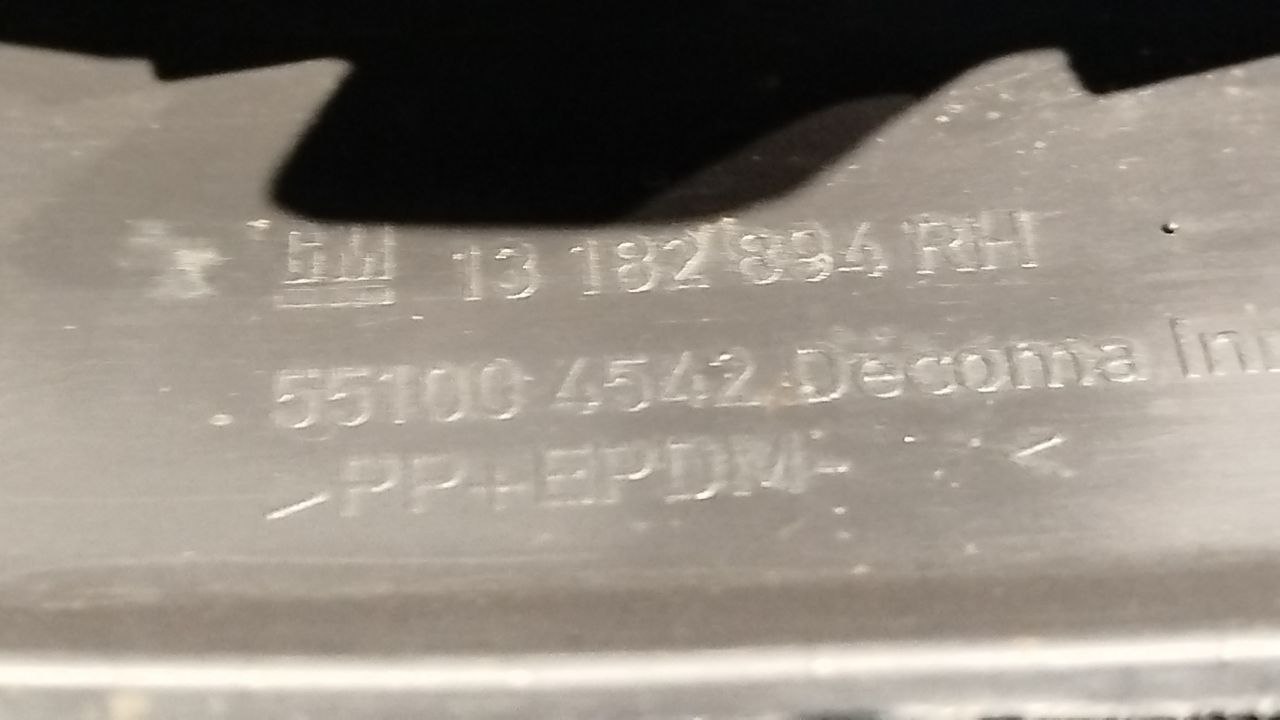 GM 13 182 894 RH
55100 4542 Decoma
PP+EPDM-